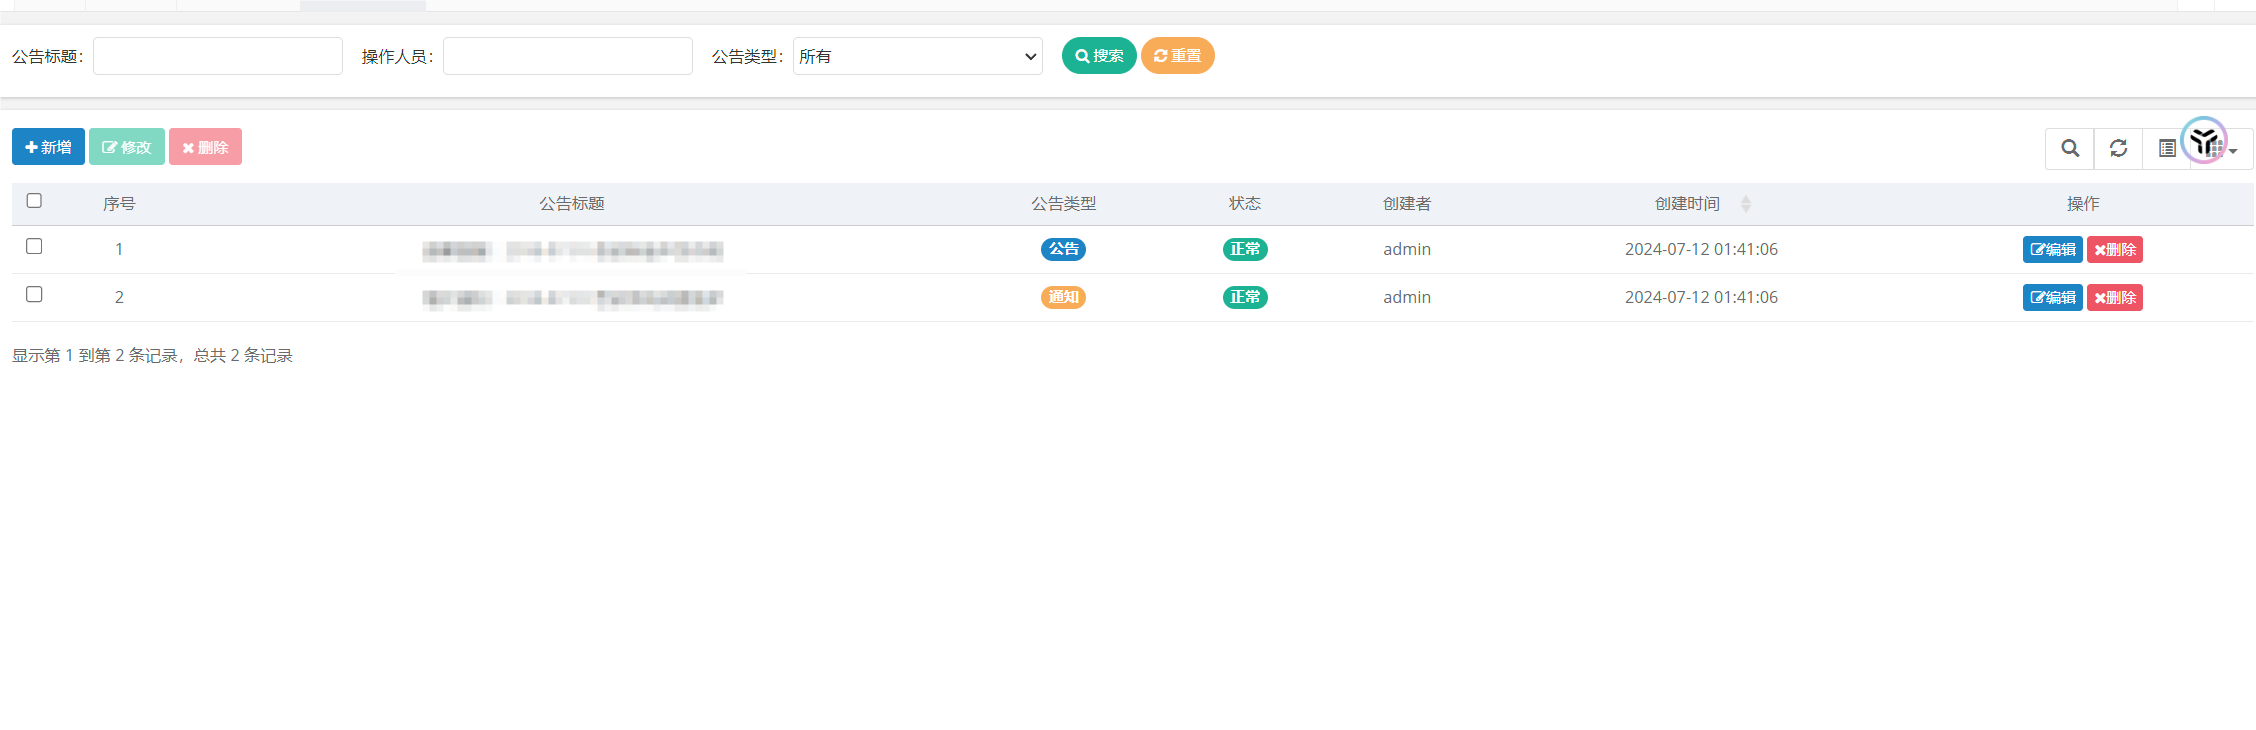 公告标题： 操作人员： 公告类型： 所有 搜索 重置
新增 修改 删除
序号 公告标题 公告类型 状态 创建者 创建时间 操作
1 公告 正常 admin 2024-07-12 01:41:06 编辑 删除
2 通知 正常 admin 2024-07-12 01:41:06 编辑 删除
显示第 1 到第 2 条记录，总共 2 条记录